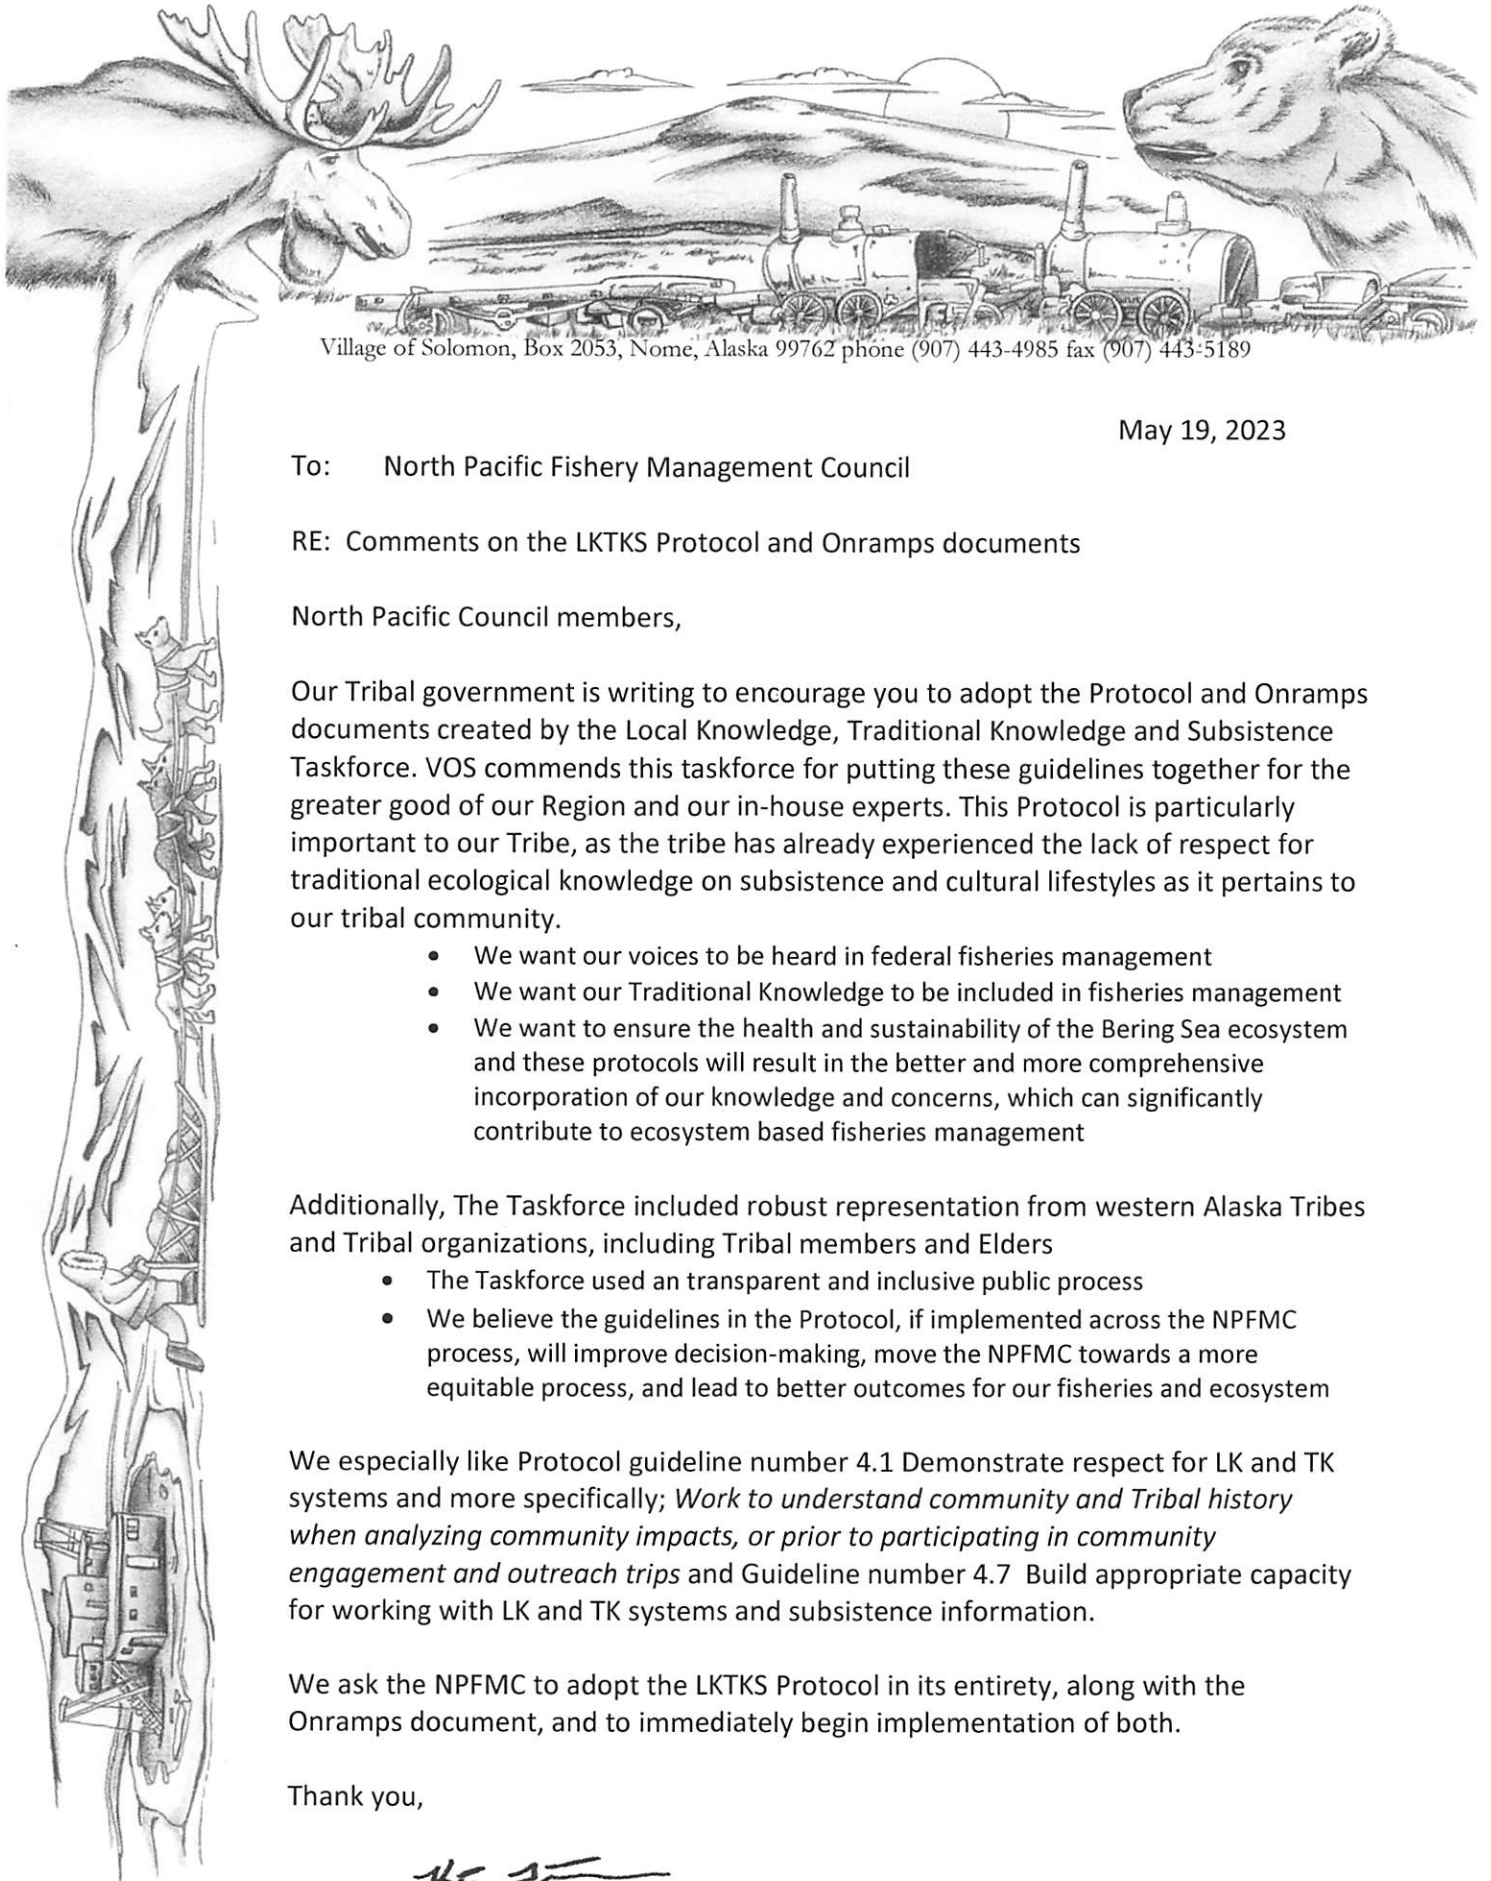 Village of Solomon, Box 2053, Nome, Alaska 99762 phone (907) 443-4985 fax (907) 443-5189
May 19, 2023
To: North Pacific Fishery Management Council
RE: Comments on the LKTKS Protocol and Onramps documents
North Pacific Council members,
Our Tribal government is writing to encourage you to adopt the Protocol and Onramps
documents created by the Local Knowledge, Traditional Knowledge and Subsistence
Taskforce. VOS commends this taskforce for putting these guidelines together for the
greater good of our Region and our in-house experts. This Protocol is particularly
important to our Tribe, as the tribe has already experienced the lack of respect for
traditional ecological knowledge on subsistence and cultural lifestyles as it pertains to
our tribal community.
• We want our voices to be heard in federal fisheries management
• We want our Traditional Knowledge to be included in fisheries management
• We want to ensure the health and sustainability of the Bering Sea ecosystem
and these protocols will result in the better and more comprehensive
incorporation of our knowledge and concerns, which can significantly
contribute to ecosystem based fisheries management
Additionally, The Taskforce included robust representation from western Alaska Tribes
and Tribal organizations, including Tribal members and Elders
• The Taskforce used an transparent and inclusive public process
• We believe the guidelines in the Protocol, if implemented across the NPFMC
process, will improve decision-making, move the NPFMC towards a more
equitable process, and lead to better outcomes for our fisheries and ecosystem
We especially like Protocol guideline number 4.1 Demonstrate respect for LK and TK
systems and more specifically; Work to understand community and Tribal history
when analyzing community impacts, or prior to participating in community
engagement and outreach trips and Guideline number 4.7 Build appropriate capacity
for working with LK and TK systems and subsistence information.
We ask the NPFMC to adopt the LKTKS Protocol in its entirety, along with the
Onramps document, and to immediately begin implementation of both.
Thank you,